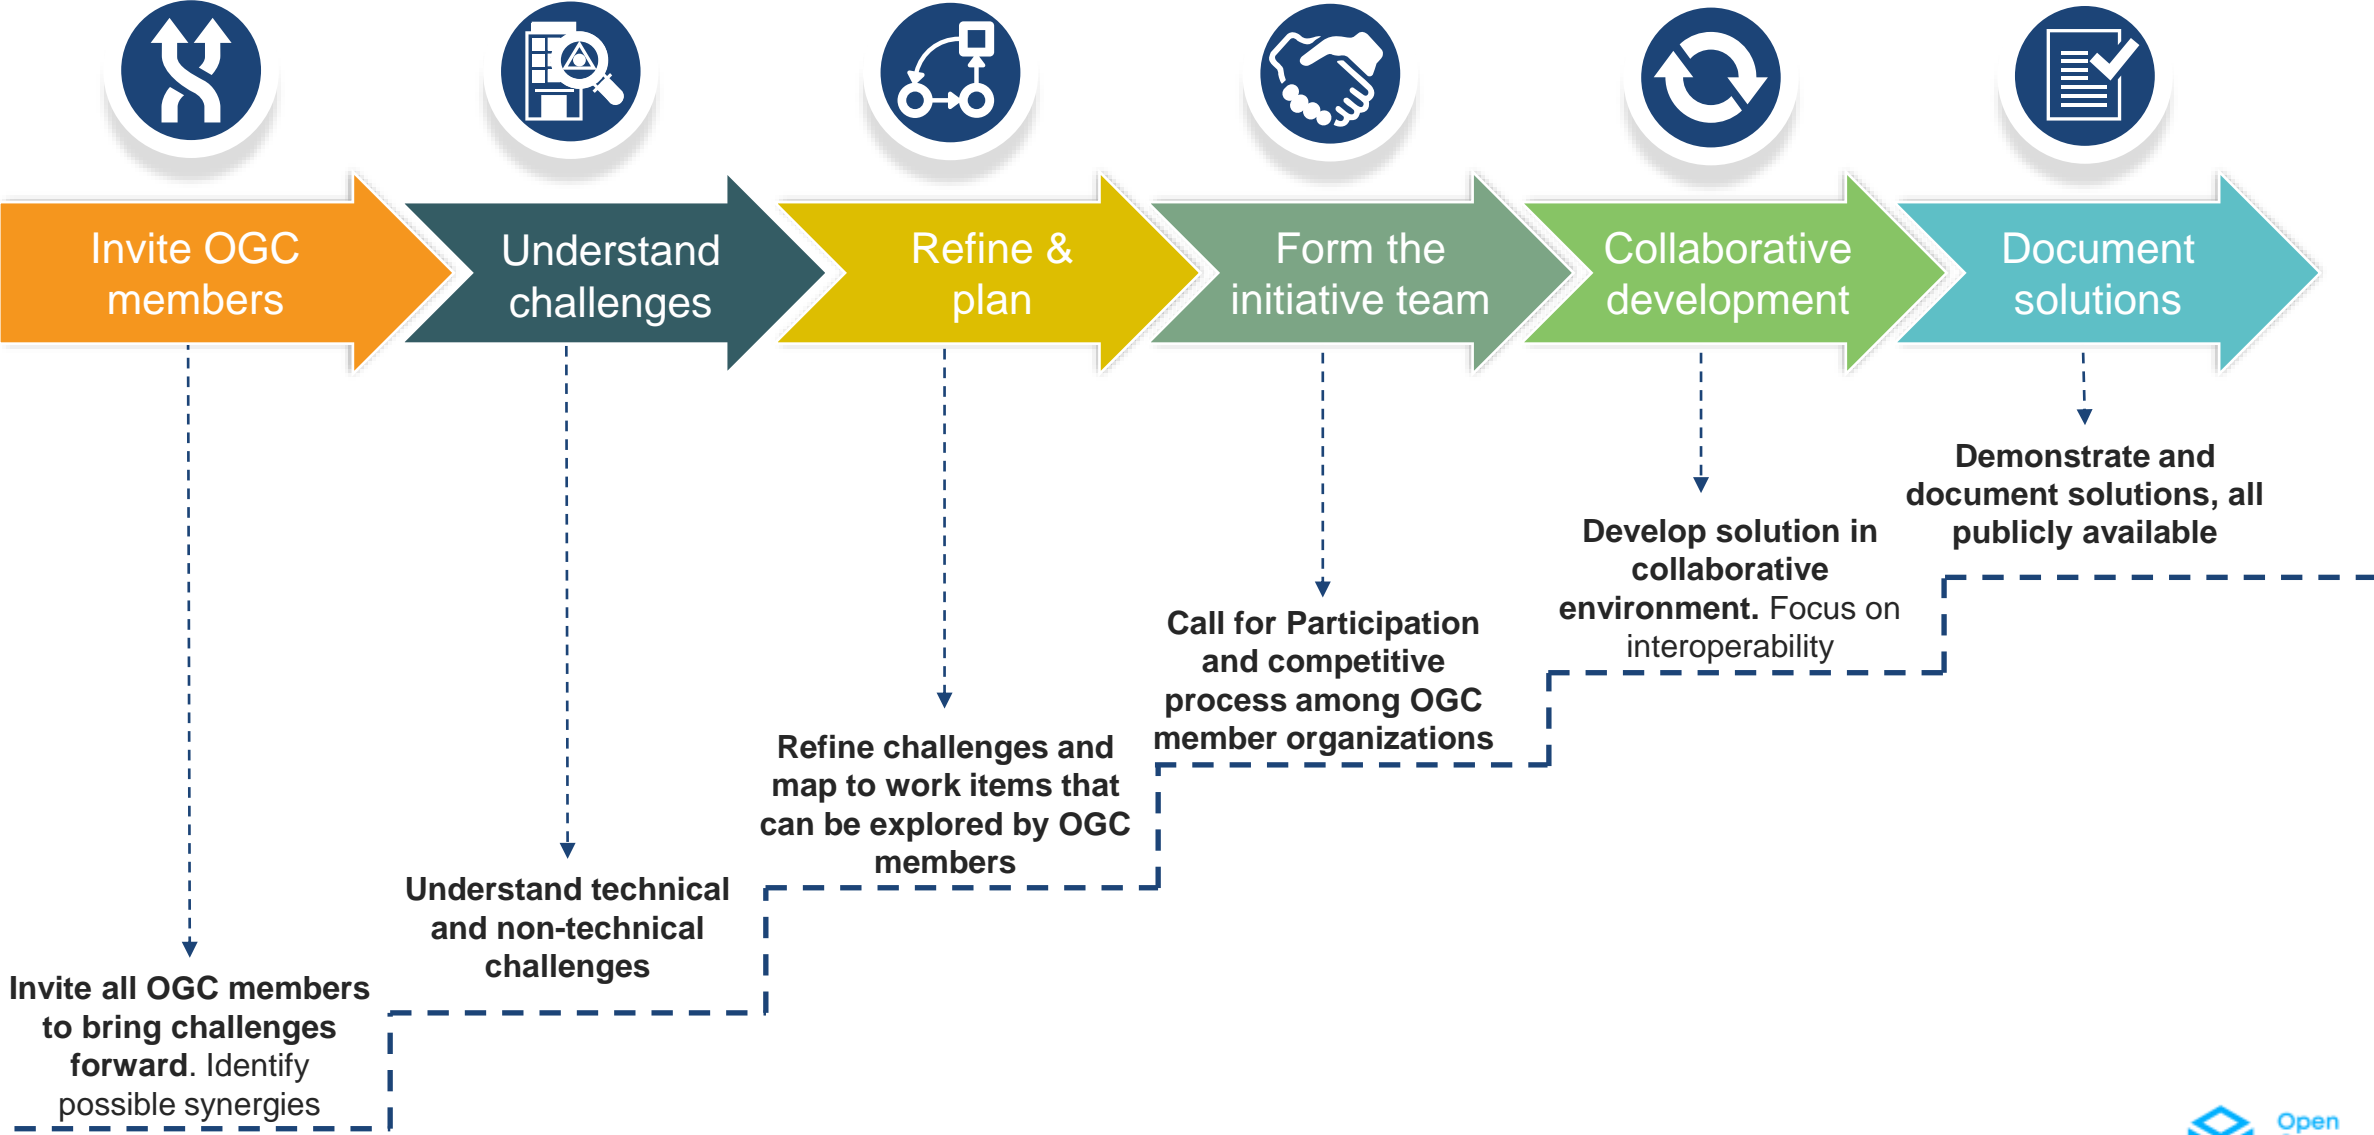 Invite OGC
members
Understand
challenges
Refine &
plan
Form the
initiative team
Collaborative
development
Document
solutions
Invite all OGC members
to bring challenges
forward. Identify
possible synergies
Understand technical
and non-technical
challenges
Refine challenges and
map to work items that
can be explored by OGC
members
Call for Participation
and competitive
process among OGC
member organizations
Develop solution in
collaborative
environment. Focus on
interoperability
Demonstrate and
document solutions, all
publicly available
Open